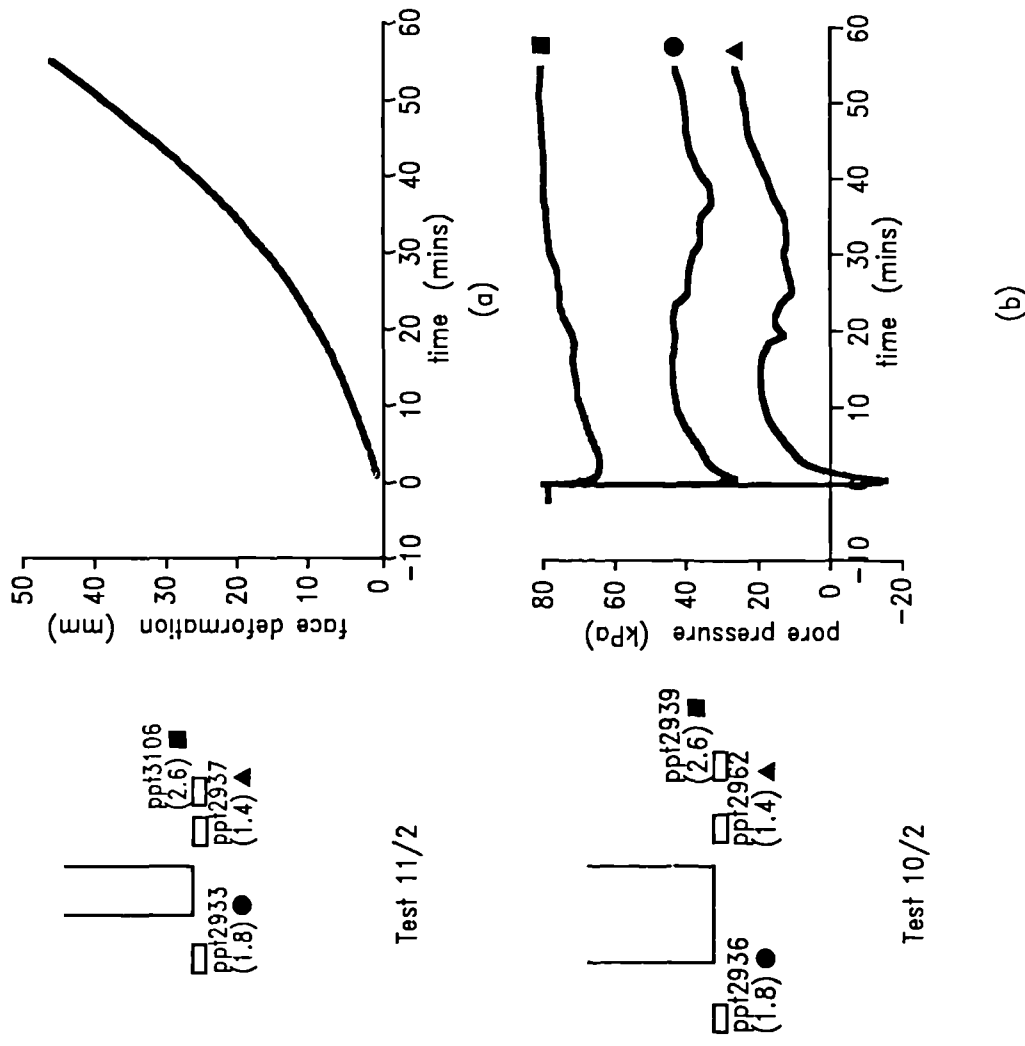 50
40
30
20
10
0
face deformation (mm)
-10
0
10
20
30
40
50
60
time (mins)
(a)
80
60
40
20
0
-20
pore pressure (kPa)
-10
0
10
20
30
40
50
60
time (mins)
(b)
ppt3106
(2.6)
ppt2937
(1.4)
ppt2933
(1.8)
Test 11/2
ppt2939
(2.6)
ppt2962
(1.4)
ppt2936
(1.8)
Test 10/2